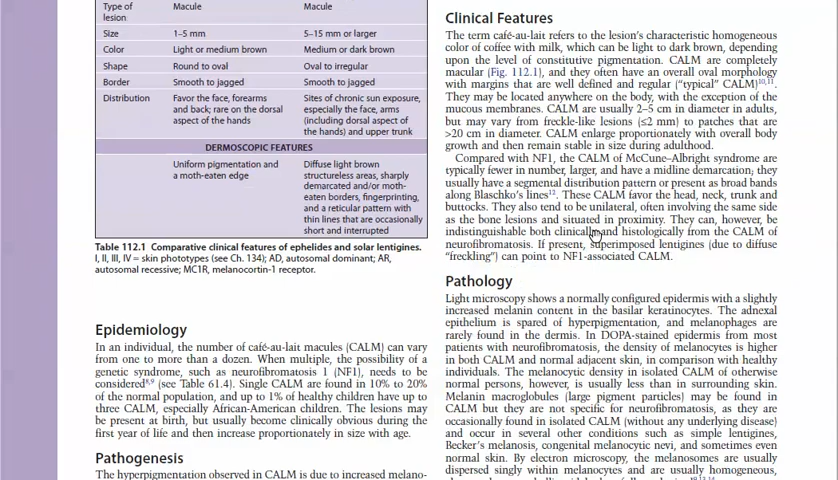 Type of lesion Macule Macule
Size 1–5 mm 5–15 mm or larger
Color Light or medium brown Medium or dark brown
Shape Round to oval Oval to irregular
Border Smooth to jagged Smooth to jagged
Distribution Favor the face, forearms Sites of chronic sun exposure,
and back; rare on the dorsal especially the face, arms
aspect of the hands (including dorsal aspect of
the hands) and upper trunk
DERMOSCOPIC FEATURES
Uniform pigmentation and Diffuse light brown
a moth-eaten edge structureless areas, sharply
demarcated and/or moth-
eaten borders, fingerprinting,
and a reticular pattern with
thin lines that are occasionally
short and interrupted
Table 112.1 Comparative clinical features of ephelides and solar lentigines.
I, II, III, IV = skin phototypes (see Ch. 134); AD, autosomal dominant; AR,
autosomal recessive; MC1R, melanocortin-1 receptor.
Epidemiology
In an individual, the number of café-au-lait macules (CALM) can vary
from one to more than a dozen. When multiple, the possibility of a
genetic syndrome, such as neurofibromatosis 1 (NF1), needs to be
considered8,9 (see Table 61.4). Single CALM are found in 10% to 20%
of the normal population, and up to 1% of healthy children have up to
three CALM, especially African-American children. The lesions may
be present at birth, but usually become clinically obvious during the
first year of life and then increase proportionately in size with age.
Pathogenesis
The hyperpigmentation observed in CALM is due to increased melano-
Clinical Features
The term café-au-lait refers to the lesion's characteristic homogeneous
color of coffee with milk, which can be light to dark brown, depending
upon the level of constitutive pigmentation. CALM are completely
macular (Fig. 112.1), and they often have an overall oval morphology
with margins that are well defined and regular ("typical" CALM)10,11.
They may be located anywhere on the body, with the exception of the
mucous membranes. CALM are usually 2–5 cm in diameter in adults,
but may vary from freckle-like lesions (≤2 mm) to patches that are
>20 cm in diameter. CALM enlarge proportionately with overall body
growth and then remain stable in size during adulthood.
Compared with NF1, the CALM of McCune–Albright syndrome are
typically fewer in number, larger, and have a midline demarcation; they
usually have a segmental distribution pattern or present as broad bands
along Blaschko's lines12. These CALM favor the head, neck, trunk and
buttocks. They also tend to be unilateral, often involving the same side
as the bone lesions and situated in proximity. They can, however, be
indistinguishable both clinically and histologically from the CALM of
neurofibromatosis. If present, superimposed lentigines (due to diffuse
"freckling") can point to NF1-associated CALM.
Pathology
Light microscopy shows a normally configured epidermis with a slightly
increased melanin content in the basilar keratinocytes. The adnexal
epithelium is spared of hyperpigmentation, and melanophages are
rarely found in the dermis. In DOPA-stained epidermis from most
patients with neurofibromatosis, the density of melanocytes is higher
in both CALM and normal adjacent skin, in comparison with healthy
individuals. The melanocytic density in isolated CALM of otherwise
normal persons, however, is usually less than in surrounding skin.
Melanin macroglobules (large pigment particles) may be found in
CALM but they are not specific for neurofibromatosis, as they are
occasionally found in isolated CALM (without any underlying disease)
and occur in several other conditions such as simple lentigines,
Becker's melanosis, congenital melanocytic nevi, and sometimes even
normal skin. By electron microscopy, the melanosomes are usually
dispersed singly within melanocytes and are usually homogeneous,